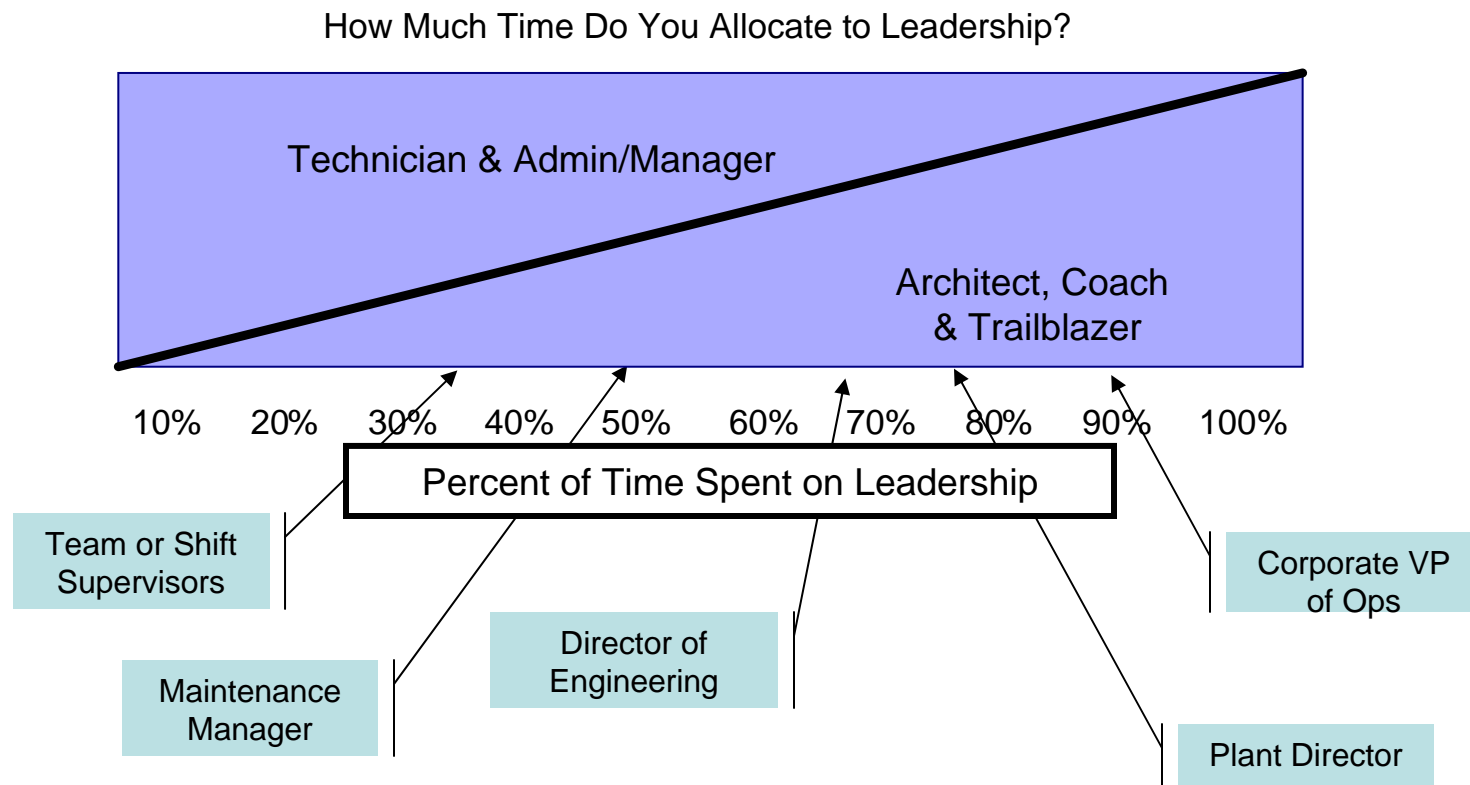 How Much Time Do You Allocate to Leadership?
Technician & Admin/Manager
Architect, Coach
& Trailblazer
10% 20% 30% 40% 50% 60% 70% 80% 90% 100%
Percent of Time Spent on Leadership
Team or Shift
Supervisors
Corporate VP
of Ops
Director of
Engineering
Maintenance
Manager
Plant Director